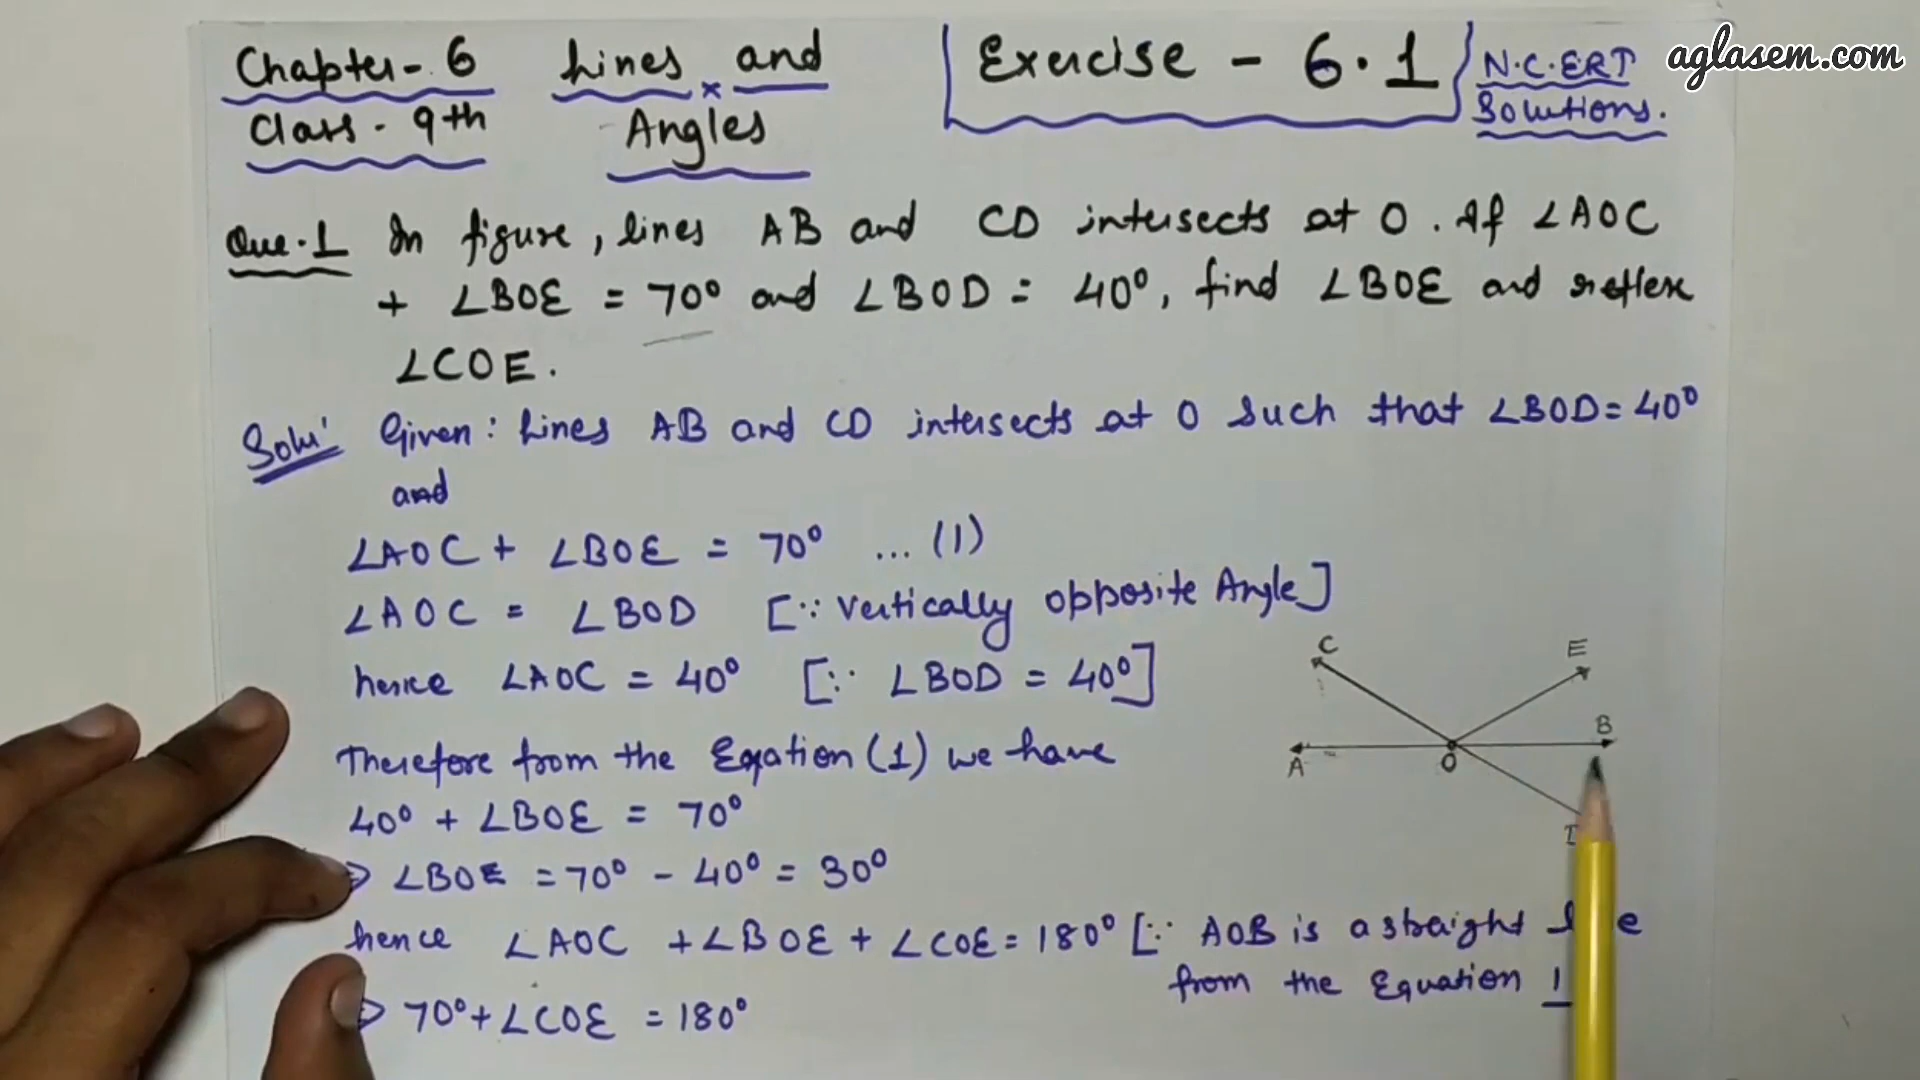 Chapter - 6 Lines and Angles
Class - 9th
Exercise - 6.1
N.C.ERT Solutions.
aglasem.com
Que.1 In figure, lines AB and CD intersects at O. If ∠AOC
+ ∠BOE = 70° and ∠BOD = 40°, find ∠BOE and reflex
∠COE.
Solu' Given: Lines AB and CD intersects at O Such that ∠BOD = 40°
and
∠AOC + ∠BOE = 70° ... (1)
∠AOC = ∠BOD [∵ Vertically opposite Angle]
hence ∠AOC = 40° [∵ ∠BOD = 40°]
Therefore from the Eqation (1) we have
40° + ∠BOE = 70°
⇒ ∠BOE = 70° - 40° = 30°
hence ∠AOC + ∠BOE + ∠COE = 180° [∵ AOB is a straight
from the Equation 1
⇒ 70° + ∠COE = 180°
C E
A O B